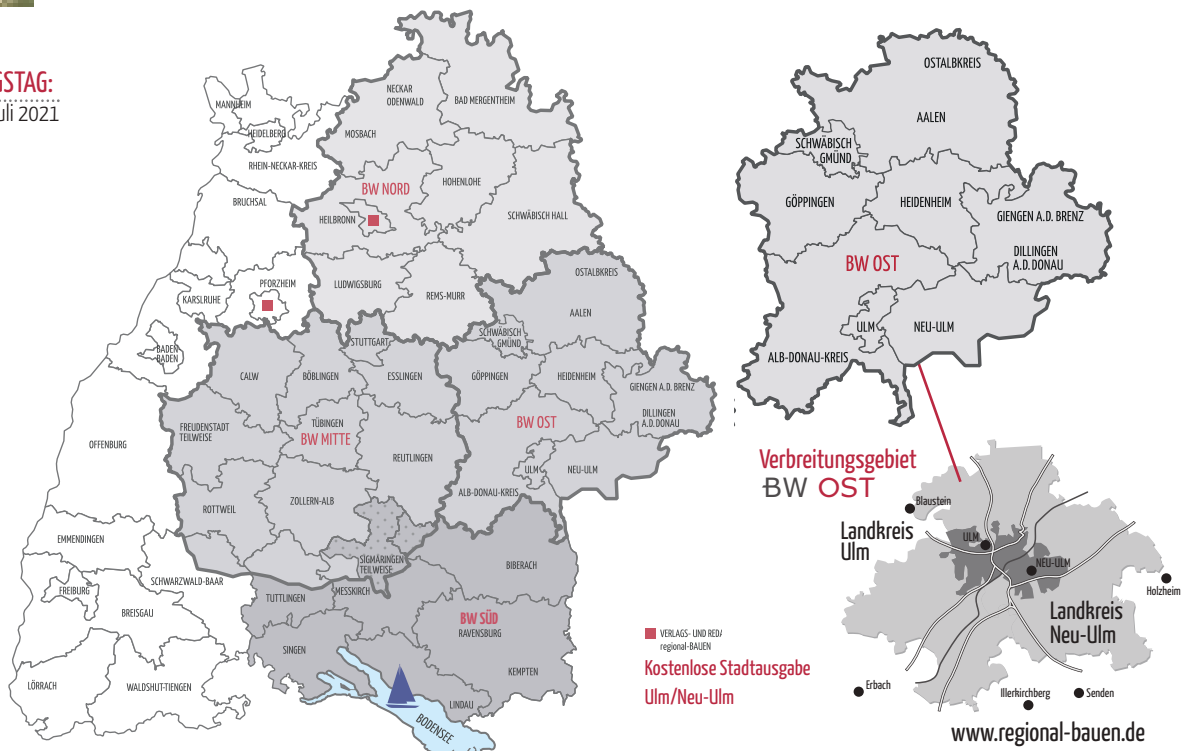 GSTAG:
uli 2021
MANNHEIM
HEIDELBERG
RHEIN-NECKAR-KREIS
BRUCHSAL
KARSLRUHE
PFORZHEIM
BADEN
BADEN
OFFENBURG
EMMENDINGEN
FREIBURG
BREISGAU
SCHWARZWALD-BAAR
LÖRRACH
WALDSHUT-TIENGEN
NECKAR
ODENWALD
BAD MERGENTHEIM
MOSBACH
BW NORD
HOHENLOHE
HEILBRONN
SCHWÄBISCH HALL
LUDWIGSBURG
REMS-MURR
CALW
BÖBLINGEN
STUTTGART
ESSLINGEN
FREUDENSTADT
TEILWEISE
TÜBINGEN
BW MITTE
REUTLINGEN
ROTTWEIL
ZOLLERN-ALB
SIGMARINGEN
TEILWEISE
OSTALBKREIS
AALEN
SCHWÄBISCH
GMÜND
GÖPPINGEN
HEIDENHEIM
GIENGEN A.D. BRENZ
DILLINGEN
A.D. DONAU
BW OST
ULM
NEU-ULM
ALB-DONAU-KREIS
BIBERACH
TUTTLINGEN
MESSKIRCH
BW SÜD
RAVENSBURG
SINGEN
KEMPTEN
LINDAU
BODENSEE
OSTALBKREIS
AALEN
SCHWÄBISCH
GMÜND
GÖPPINGEN
HEIDENHEIM
GIENGEN A.D. BRENZ
DILLINGEN
A.D. DONAU
BW OST
ULM
NEU-ULM
ALB-DONAU-KREIS
Verbreitungsgebiet
BW OST
Blaustein
Landkreis
Ulm
ULM
NEU-ULM
Holzheim
Landkreis
Neu-Ulm
Erbach
Illerkirchberg
Senden
VERLAGS- UND REDA
regional-BAUEN
Kostenlose Stadtausgabe
Ulm/Neu-Ulm
www.regional-bauen.de